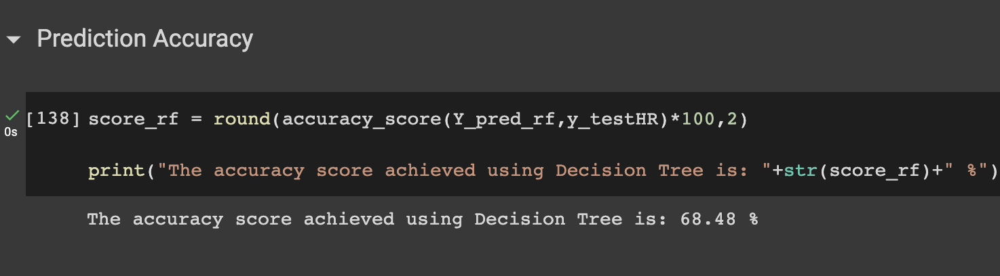 Prediction Accuracy
[138] score_rf = round(accuracy_score(Y_pred_rf,y_testHR)*100,2)
0s
print("The accuracy score achieved using Decision Tree is: "+str(score_rf)+" %")
The accuracy score achieved using Decision Tree is: 68.48 %